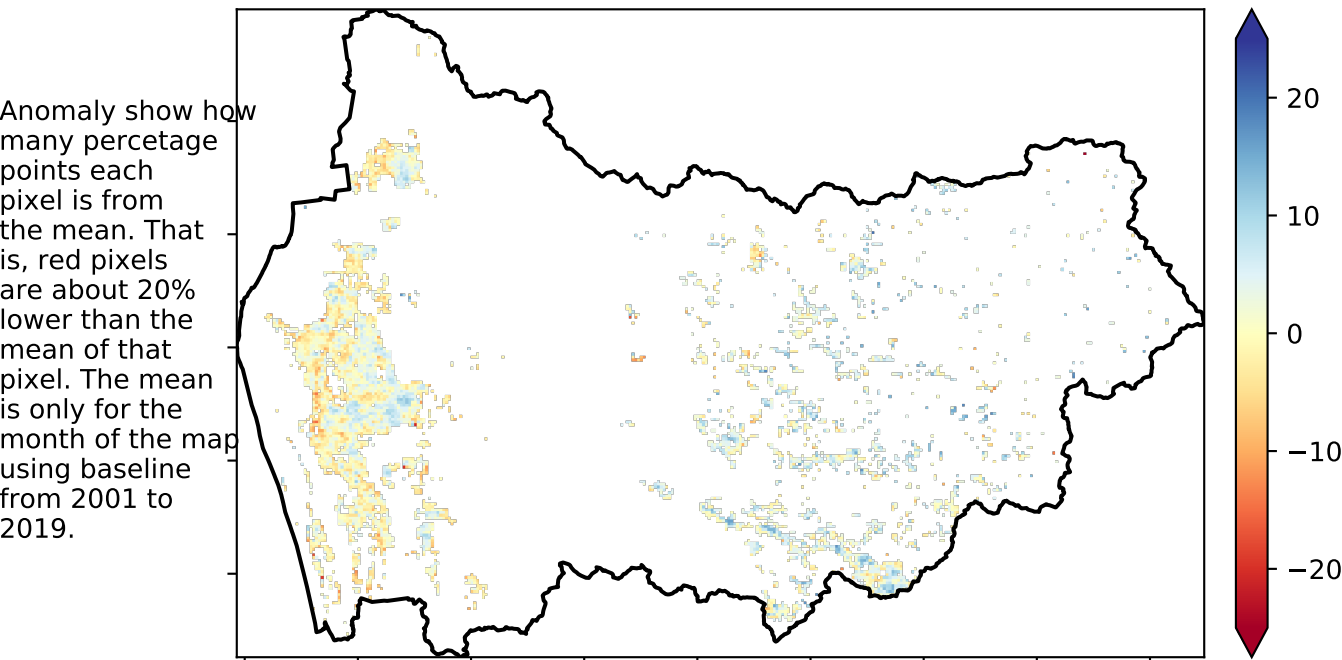 Anomaly show how
many percetage
points each
pixel is from
the mean. That
is, red pixels
are about 20%
lower than the
mean of that
pixel. The mean
is only for the
month of the map
using baseline
from 2001 to
2019.
20
10
0
−10
−20